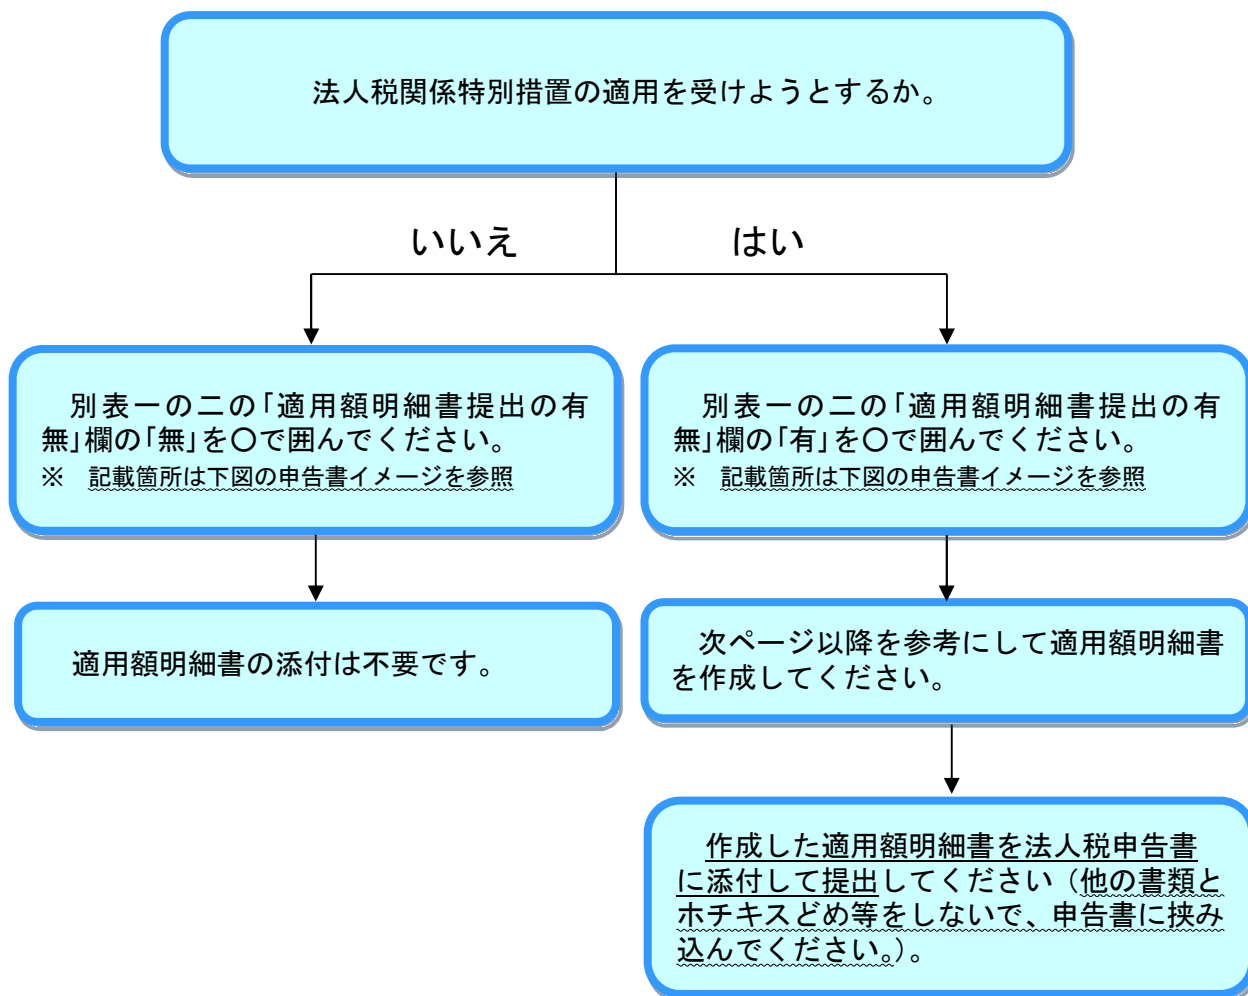 法人税関係特別措置の適用を受けようとするか。
いいえ
はい
別表一の二の「適用額明細書提出の有
無」欄の「無」を〇で囲んでください。
※　記載箇所は下図の申告書イメージを参照
別表一の二の「適用額明細書提出の有
無」欄の「有」を〇で囲んでください。
※　記載箇所は下図の申告書イメージを参照
適用額明細書の添付は不要です。
次ページ以降を参考にして適用額明細書
を作成してください。
作成した適用額明細書を法人税申告書
に添付して提出してください（他の書類と
ホチキスどめ等をしないで、申告書に挟み
込んでください。）。